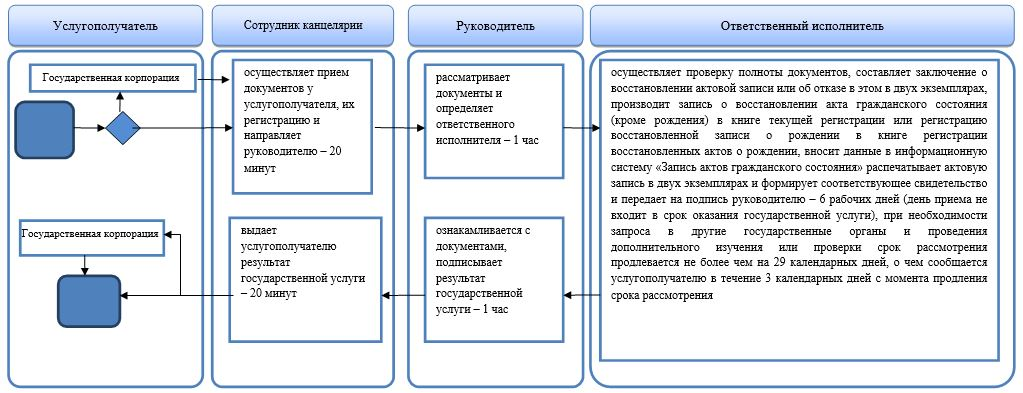 Услугополучатель
Сотрудник канцелярии
Руководитель
Ответственный исполнитель
Государственная корпорация
осуществляет прием
документов у
услугополучателя, их
регистрацию и
направляет
руководителю – 20
минут
рассматривает
документы и
определяет
ответственного
исполнителя – 1 час
осуществляет проверку полноты документов, составляет заключение о
восстановлении актовой записи или об отказе в этом в двух экземплярах,
производит запись о восстановлении акта гражданского состояния
(кроме рождения) в книге текущей регистрации или регистрацию
восстановленной записи о рождении в книге регистрации
восстановленных актов о рождении, вносит данные в информационную
систему «Запись актов гражданского состояния» распечатывает актовую
запись в двух экземплярах и формирует соответствующее свидетельство
и передает на подпись руководителю – 6 рабочих дней (день приема не
входит в срок оказания государственной услуги), при необходимости
запроса в другие государственные органы и проведения
дополнительного изучения или проверки срок рассмотрения
продлевается не более чем на 29 календарных дней, о чем сообщается
услугополучателю в течение 3 календарных дней с момента продления
срока рассмотрения
Государственная корпорация
выдает
услугополучателю
результат
государственной услуги
– 20 минут
ознакамливается с
документами,
подписывает
результат
государственной
услуги – 1 час